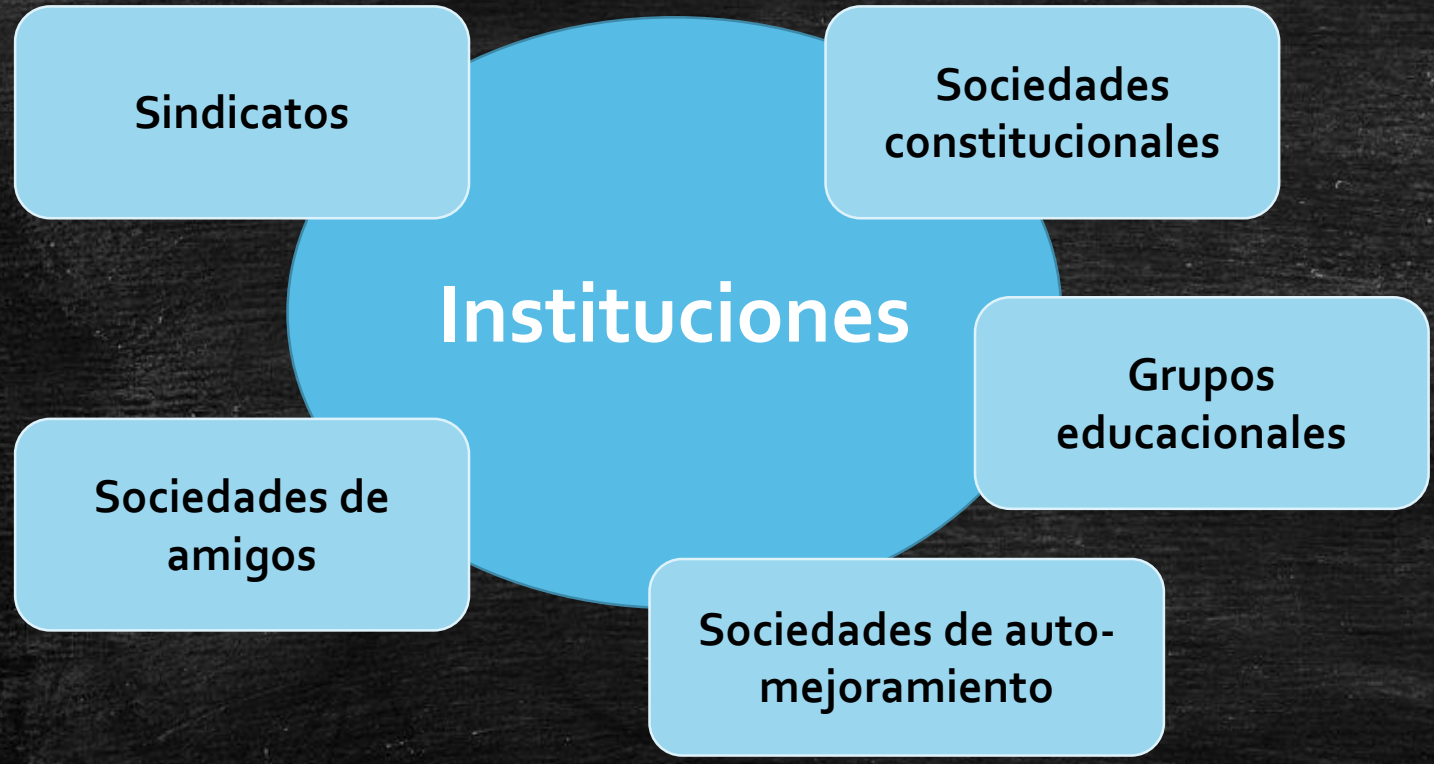 Sindicatos
Sociedades
constitucionales
Instituciones
Grupos
educacionales
Sociedades de
amigos
Sociedades de auto-
mejoramiento